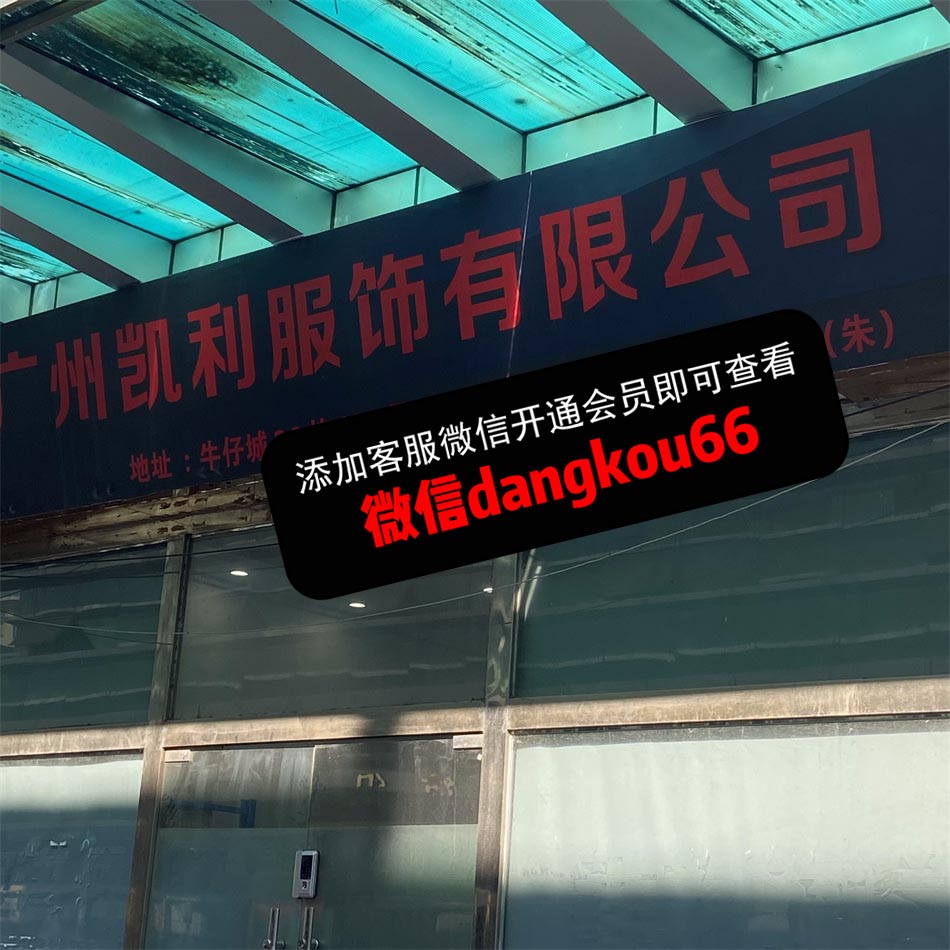 广州凯利服饰有限公司
地址：牛仔城
（朱）
添加客服微信开通会员即可查看
微信dangkou66